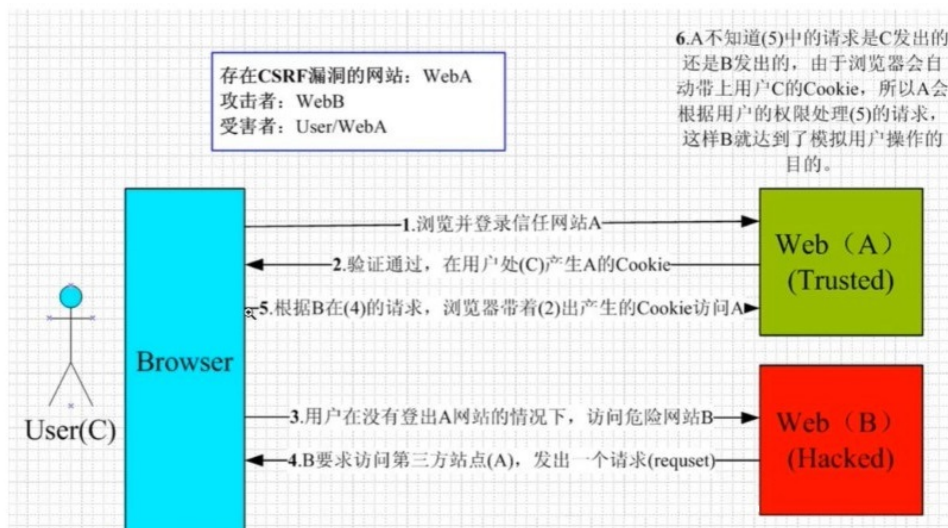 存在CSRF漏洞的网站：WebA
攻击者：WebB
受害者：User/WebA
6.A不知道(5)中的请求是C发出的
还是B发出的，由于浏览器会自
动带上用户C的Cookie，所以A会
根据用户的权限处理(5)的请求，
这样B就达到了模拟用户操作的
目的。
1.浏览并登录信任网站A
2.验证通过，在用户处(C)产生A的Cookie
5.根据B在(4)的请求，浏览器带着(2)出产生的Cookie访问A
3.用户在没有登出A网站的情况下，访问危险网站B
4.B要求访问第三方站点(A)，发出一个请求(requset)
User(C)
Browser
Web（A）
(Trusted)
Web（B）
(Hacked)